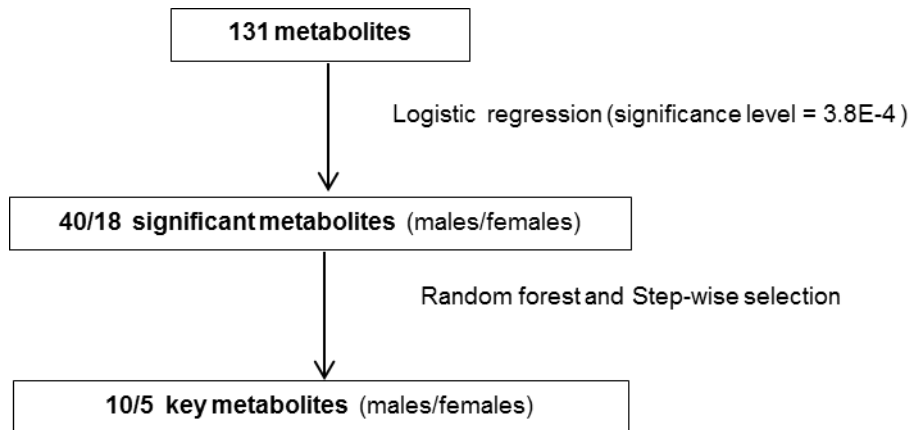 131 metabolites
Logistic regression (significance level = 3.8E-4 )
40/18 significant metabolites (males/females)
Random forest and Step-wise selection
10/5 key metabolites (males/females)